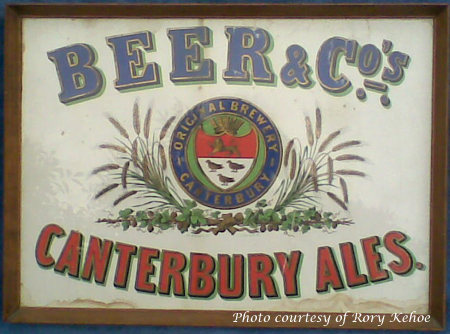 BEER & Co's.
ORIGINAL BREWERY
CANTERBURY
CANTERBURY ALES.
Photo courtesy of Rory Kehoe